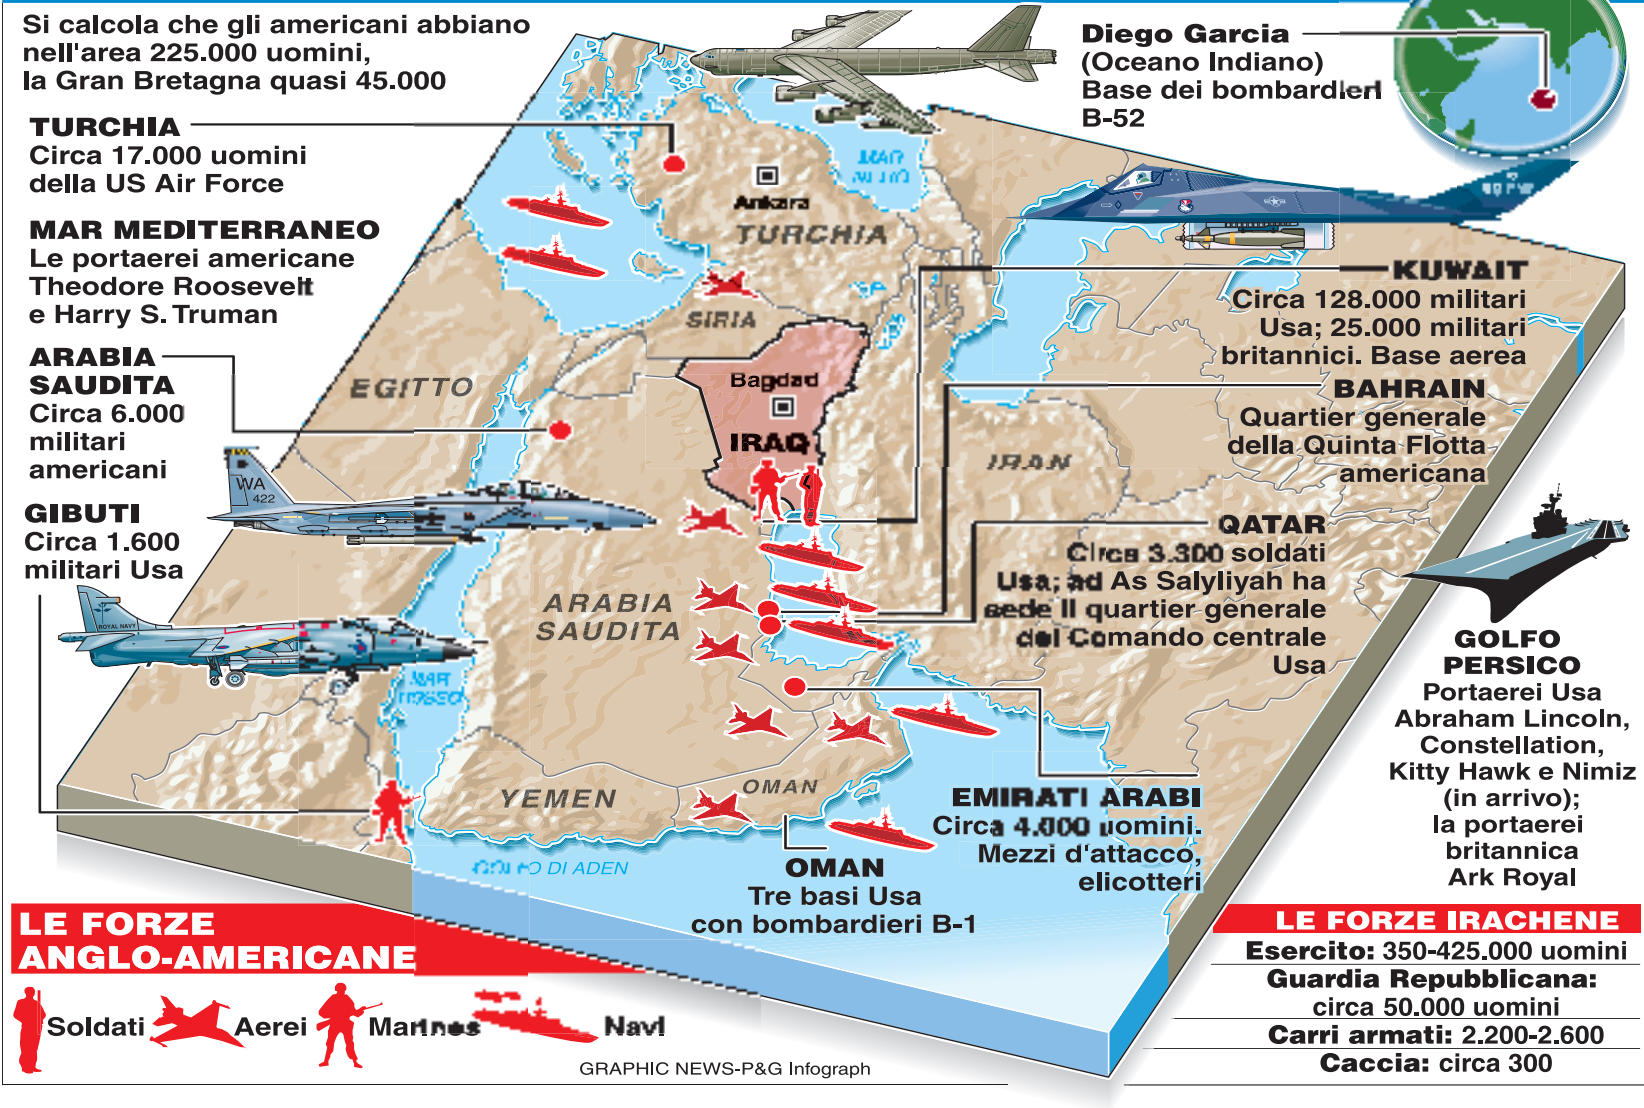 Si calcola che gli americani abbiano
nell'area 225.000 uomini,
la Gran Bretagna quasi 45.000
TURCHIA
Circa 17.000 uomini
della US Air Force
MAR MEDITERRANEO
Le portaerei americane
Theodore Roosevelt
e Harry S. Truman
ARABIA
SAUDITA
Circa 6.000
militari
americani
GIBUTI
Circa 1.600
militari Usa
Diego Garcia
(Oceano Indiano)
Base dei bombardieri
B-52
KUWAIT
Circa 128.000 militari
Usa; 25.000 militari
britannici. Base aerea
BAHRAIN
Quartier generale
della Quinta Flotta
americana
QATAR
Circa 3.300 soldati
Usa; ad As Salyliyah ha
sede il quartier generale
del Comando centrale
Usa
GOLFO
PERSICO
Portaerei Usa
Abraham Lincoln,
Constellation,
Kitty Hawk e Nimiz
(in arrivo);
la portaerei
britannica
Ark Royal
EMIRATI ARABI
Circa 4.000 uomini.
Mezzi d'attacco,
elicotteri
OMAN
Tre basi Usa
con bombardieri B-1
Ankara
TURCHIA
SIRIA
EGITTO
Bagdad
IRAQ
IRAN
ARABIA
SAUDITA
YEMEN
OMAN
MAR
ROSSO
GOLFO DI ADEN
WA
422
ROYAL NAVY
LE FORZE
ANGLO-AMERICANE
Soldati
Aerei
Marines
Navi
GRAPHIC NEWS-P&G Infograph
LE FORZE IRACHENE
Esercito: 350-425.000 uomini
Guardia Repubblicana:
circa 50.000 uomini
Carri armati: 2.200-2.600
Caccia: circa 300